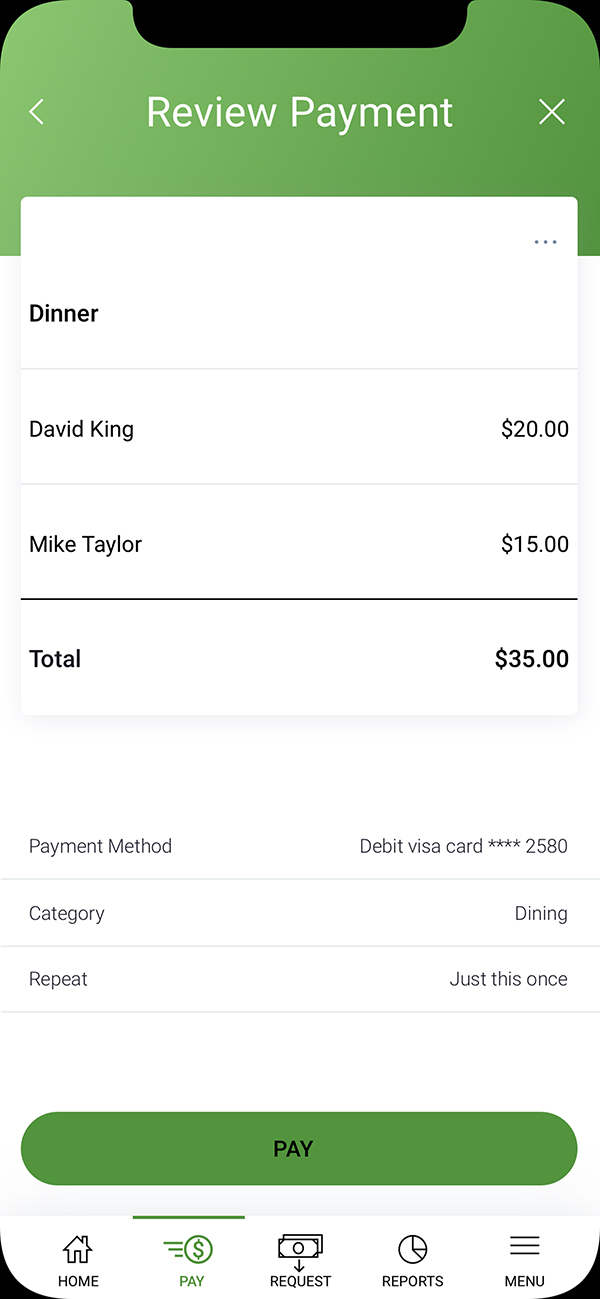 Review Payment
...
Dinner
David King $20.00
Mike Taylor $15.00
Total $35.00
Payment Method Debit visa card **** 2580
Category Dining
Repeat Just this once
PAY
$
HOME PAY REQUEST REPORTS MENU